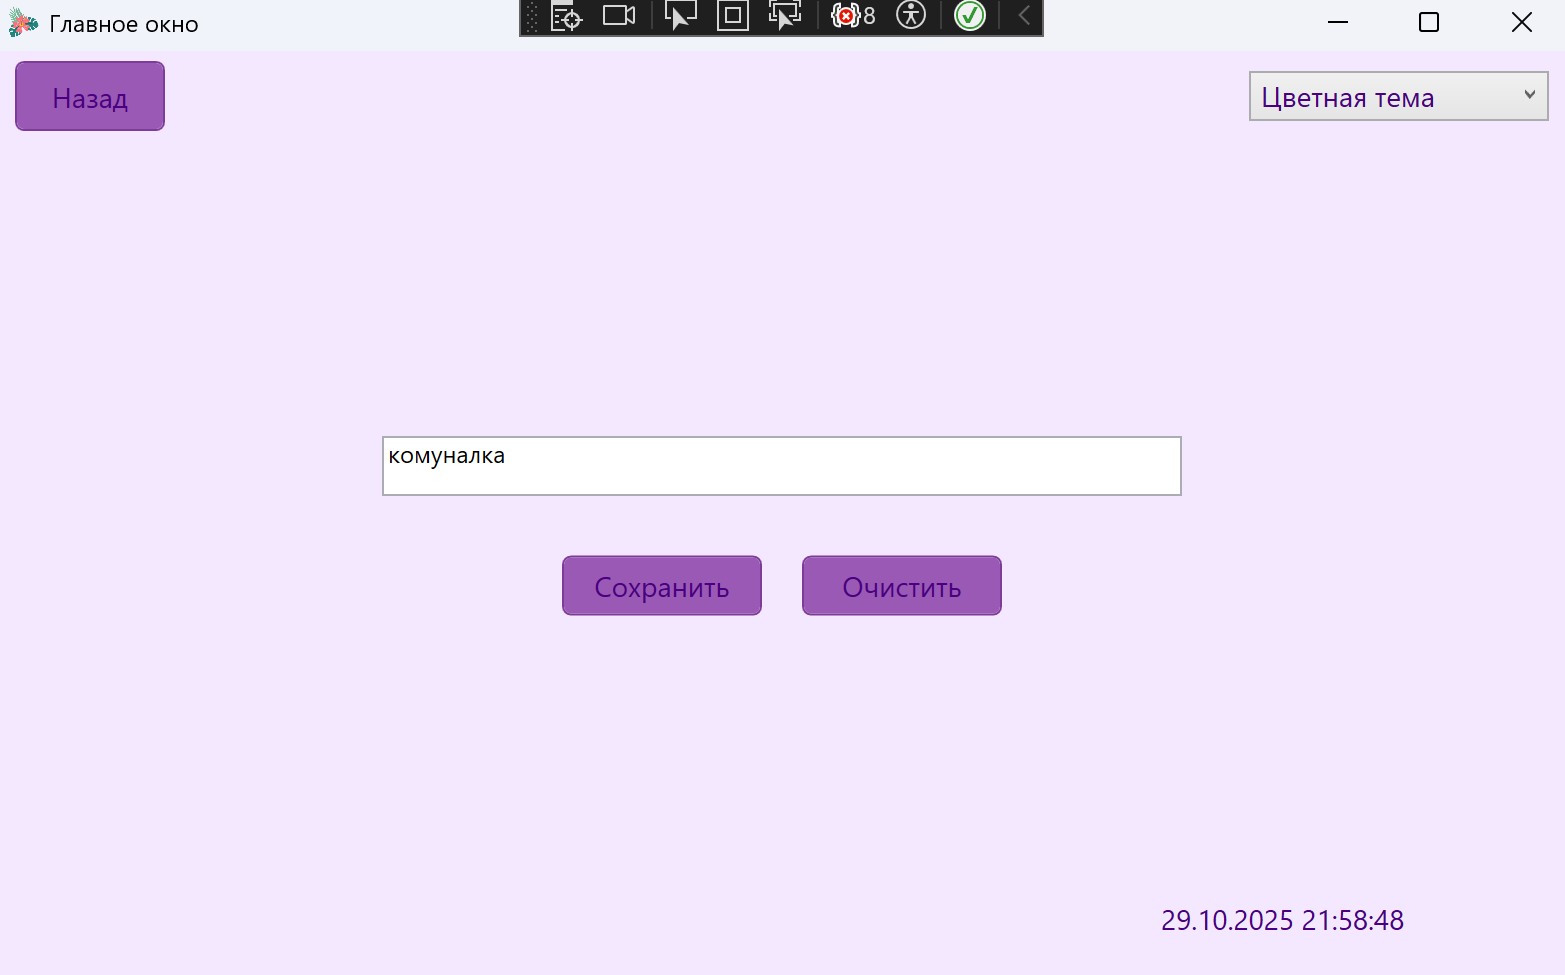 Главное окно
8
Назад
Цветная тема
комуналка
Сохранить
Очистить
29.10.2025 21:58:48